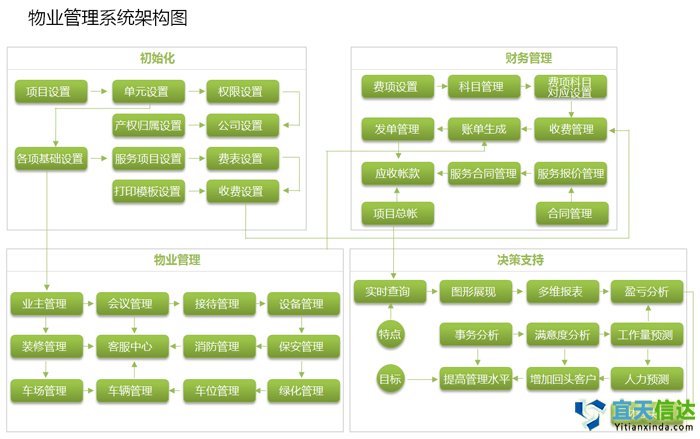 物业管理系统架构图
初始化
项目设置
单元设置
权限设置
产权归属设置
公司设置
各项基础设置
服务项目设置
费表设置
打印模板设置
收费设置
财务管理
费项设置
科目管理
费项科目
对应设置
发单管理
账单生成
收费管理
应收帐款
服务合同管理
服务报价管理
项目总帐
合同管理
物业管理
业主管理
会议管理
接待管理
设备管理
装修管理
客服中心
消防管理
保安管理
车场管理
车辆管理
车位管理
绿化管理
决策支持
实时查询
图形展现
多维报表
盈亏分析
特点
事务分析
满意度分析
工作量预测
目标
提高管理水平
增加回头客户
人力预测
宜天信达
Yitianxinda.com